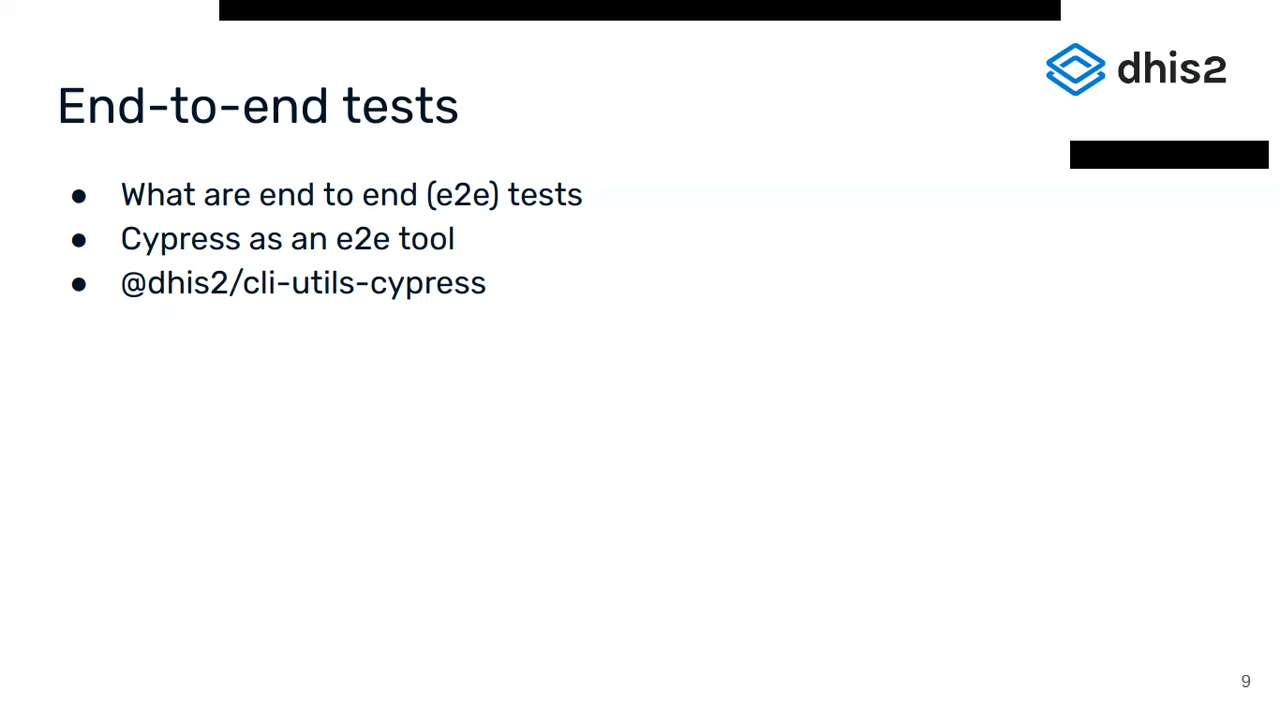 dhis2
End-to-end tests
● What are end to end (e2e) tests
● Cypress as an e2e tool
● @dhis2/cli-utils-cypress
9